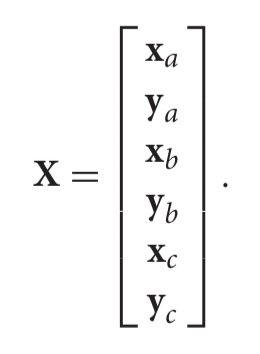 x_a
y_a
x_b
X = y_b .
x_c
y_c